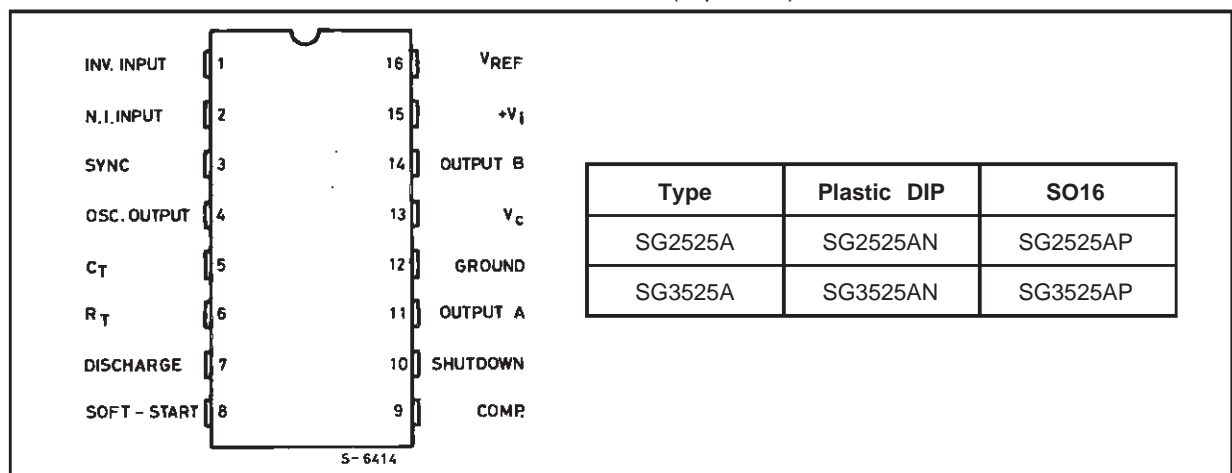 INV. INPUT 1 16 VREF
N.I. INPUT 2 15 +Vi
SYNC 3 14 OUTPUT B
OSC. OUTPUT 4 13 Vc
CT 5 12 GROUND
RT 6 11 OUTPUT A
DISCHARGE 7 10 SHUTDOWN
SOFT - START 8 9 COMP.
S- 6414
Type Plastic DIP SO16
SG2525A SG2525AN SG2525AP
SG3525A SG3525AN SG3525AP